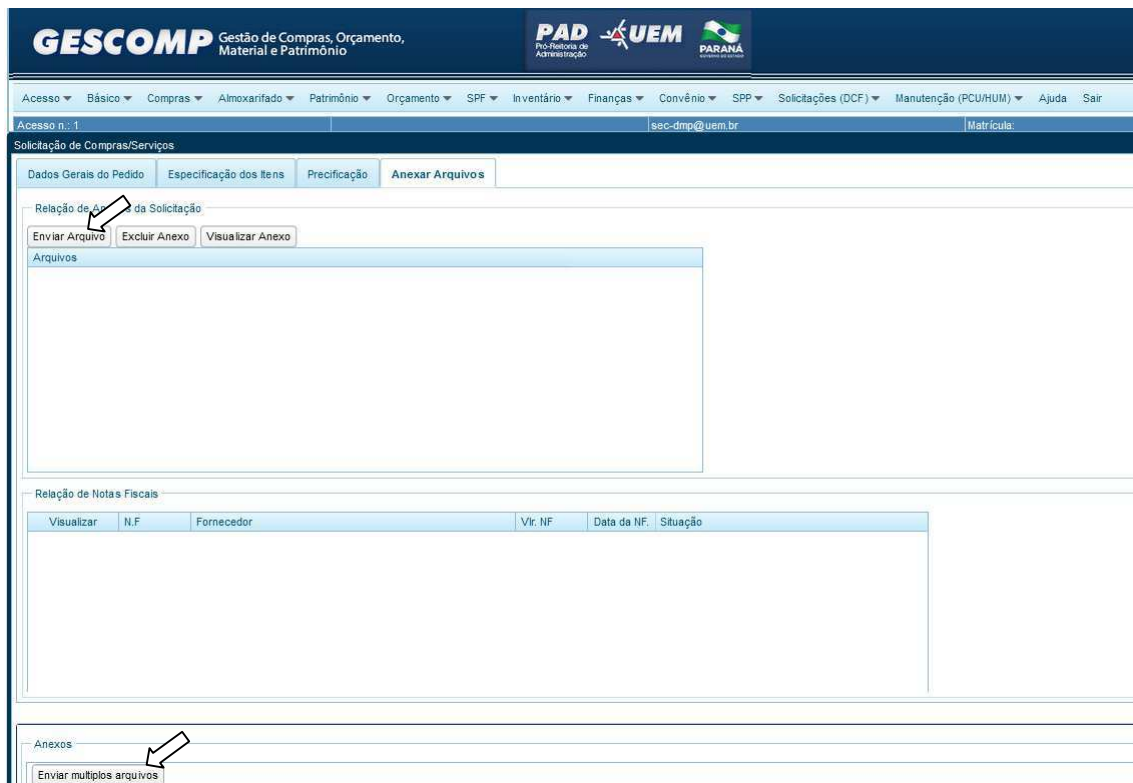 GESCOMP Gestão de Compras, Orçamento, Material e Patrimônio
PAD Pró-Reitoria de Administração
UEM
PARANÁ
GOVERNO DO ESTADO
Acesso Básico Compras Almoxarifado Patrimônio Orçamento SPF Inventário Finanças Convênio SPP Solicitações (DCF) Manutenção (PCU/HUM) Ajuda Sair
Acesso n.: 1 sec-dmp@uem.br Matrícula:
Solicitação de Compras/Serviços
Dados Gerais do Pedido Especificação dos Itens Precificação Anexar Arquivos
Relação de da Solicitação
Enviar Arquivo Excluir Anexo Visualizar Anexo
Arquivos
Relação de Notas Fiscais
Visualizar N.F Fornecedor Vlr. NF Data da NF. Situação
Anexos
Enviar multiplos arquivos